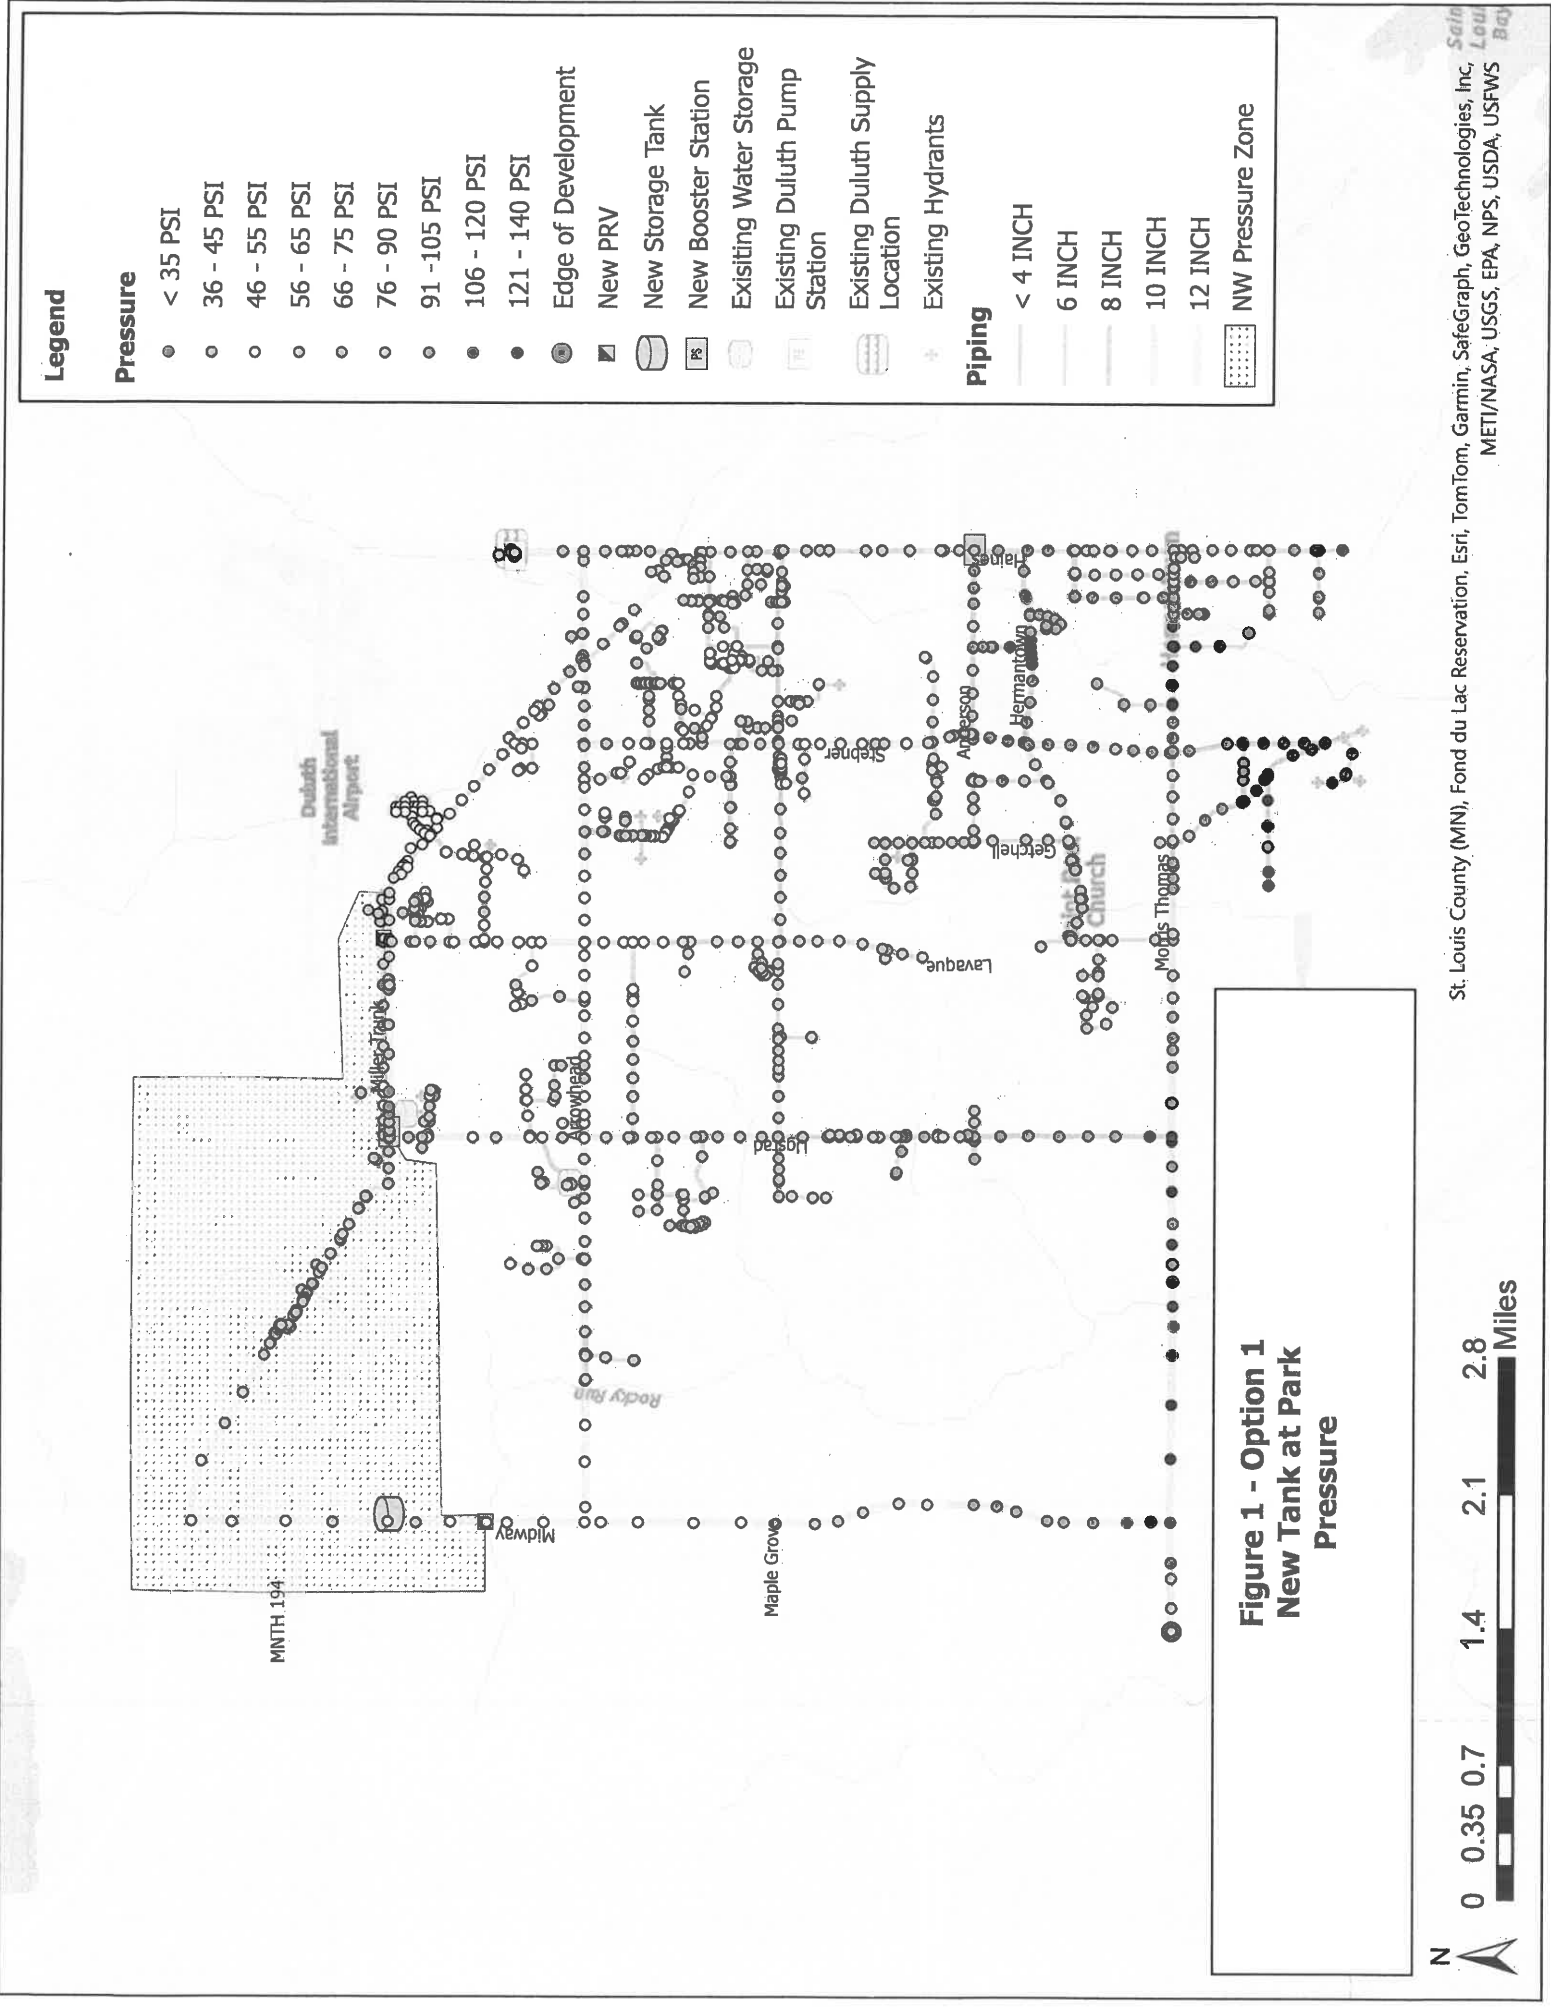 Legend
Pressure
< 35 PSI
36 - 45 PSI
46 - 55 PSI
56 - 65 PSI
66 - 75 PSI
76 - 90 PSI
91 -105 PSI
106 - 120 PSI
121 - 140 PSI
Edge of Development
New PRV
New Storage Tank
PS
New Booster Station
Exisiting Water Storage
Existing Duluth Pump
Station
Existing Duluth Supply
Location
Existing Hydrants
Piping
< 4 INCH
6 INCH
8 INCH
10 INCH
12 INCH
NW Pressure Zone
Duluth
International
Airport
MNTH 194
Miller Trunk
Midway
Arrowhead
Rocky Run
Maple Grove
Ugstad
Lavaque
Stebner
Getchell
Anderson
Haines
Hermantown
Church
Morris Thomas
Saint
Louis
Bay
Figure 1 - Option 1
New Tank at Park
Pressure
St. Louis County (MN), Fond du Lac Reservation, Esri, TomTom, Garmin, SafeGraph, GeoTechnologies, Inc,
METI/NASA, USGS, EPA, NPS, USDA, USFWS
N
0 0.35 0.7 1.4 2.1 2.8
Miles